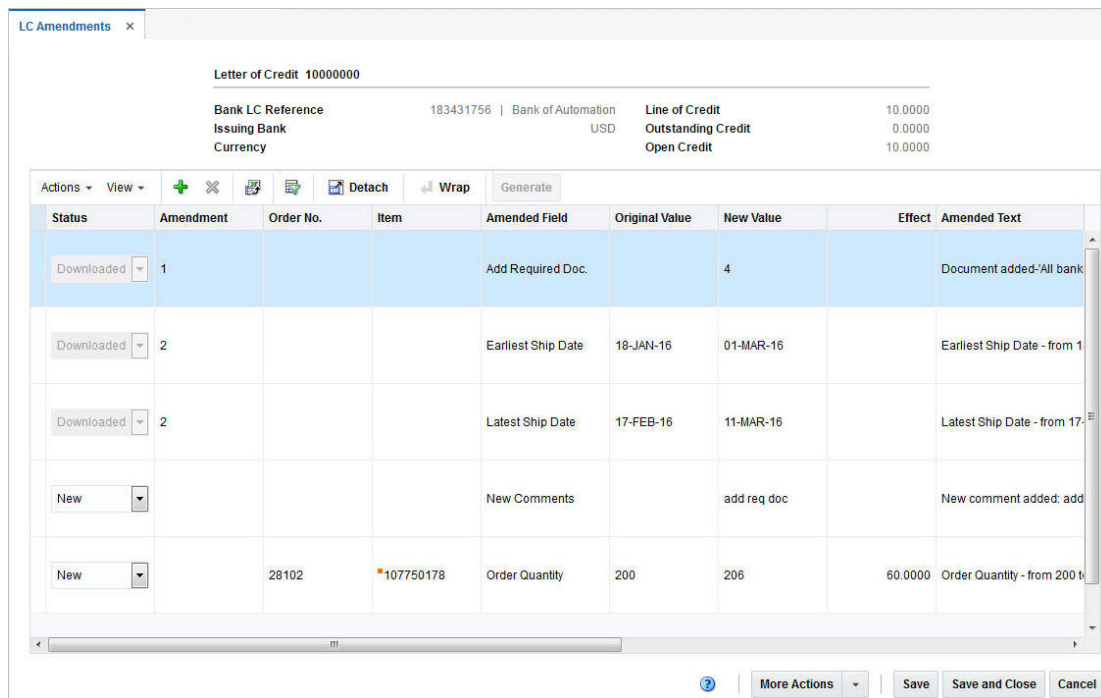 LC Amendments ×
Letter of Credit 10000000
Bank LC Reference 183431756 | Bank of Automation Line of Credit 10.0000
Issuing Bank USD Outstanding Credit 0.0000
Currency Open Credit 10.0000
Actions View Detach Wrap Generate
Status Amendment Order No. Item Amended Field Original Value New Value Effect Amended Text
Downloaded 1 Add Required Doc. 4 Document added-'All bank
Downloaded 2 Earliest Ship Date 18-JAN-16 01-MAR-16 Earliest Ship Date - from 1
Downloaded 2 Latest Ship Date 17-FEB-16 11-MAR-16 Latest Ship Date - from 17-
New New Comments add req doc New comment added: add
New 28102 107750178 Order Quantity 200 206 60.0000 Order Quantity - from 200 t
? More Actions Save Save and Close Cancel